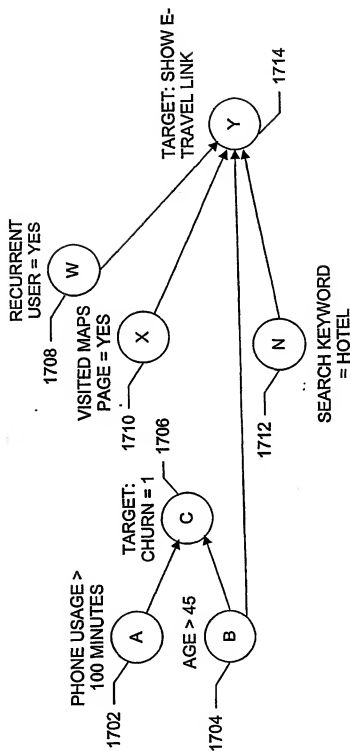 PHONE USAGE >
100 MINUTES
A
1702
AGE > 45
B
1704
TARGET:
CHURN = 1
C
1706
RECURRENT
USER = YES
W
1708
VISITED MAPS
PAGE = YES
X
1710
N
1712
SEARCH KEYWORD
= HOTEL
TARGET: SHOW E-
TRAVEL LINK
Y
1714